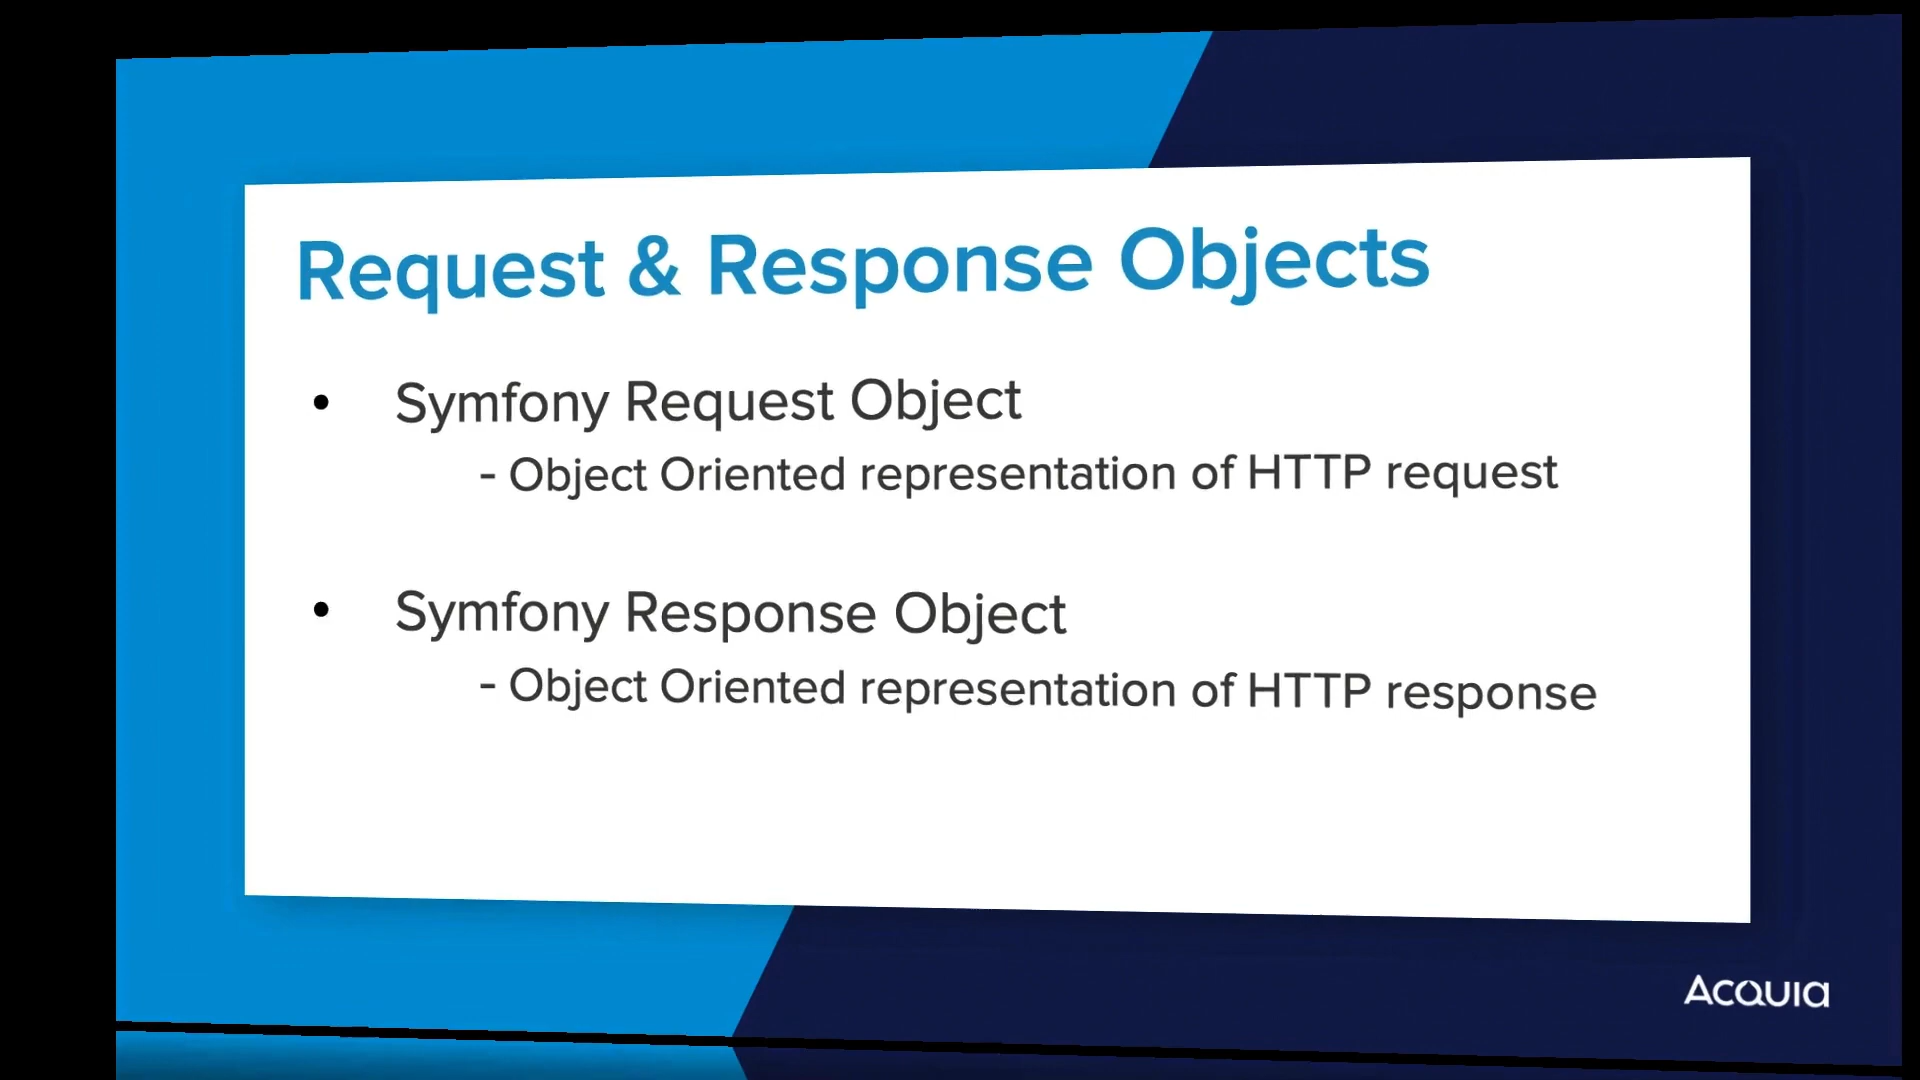 Request & Response Objects
• Symfony Request Object
- Object Oriented representation of HTTP request
• Symfony Response Object
- Object Oriented representation of HTTP response
Acquia